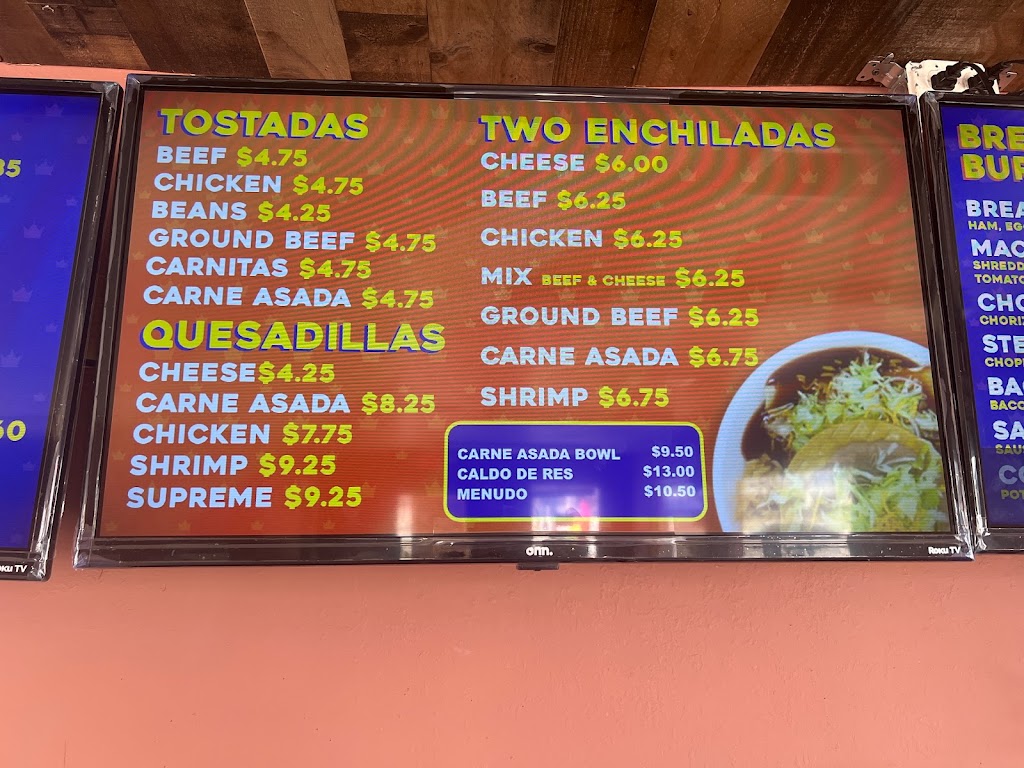 TOSTADAS
BEEF $4.75
CHICKEN $4.75
BEANS $4.25
GROUND BEEF $4.75
CARNITAS $4.75
CARNE ASADA $4.75
QUESADILLAS
CHEESE $4.25
CARNE ASADA $8.25
CHICKEN $7.75
SHRIMP $9.25
SUPREME $9.25
TWO ENCHILADAS
CHEESE $6.00
BEEF $6.25
CHICKEN $6.25
MIX BEEF & CHEESE $6.25
GROUND BEEF $6.25
CARNE ASADA $6.75
SHRIMP $6.75
CARNE ASADA BOWL $9.50
CALDO DE RES $13.00
MENUDO $10.50
onn.
Roku TV
HAM,